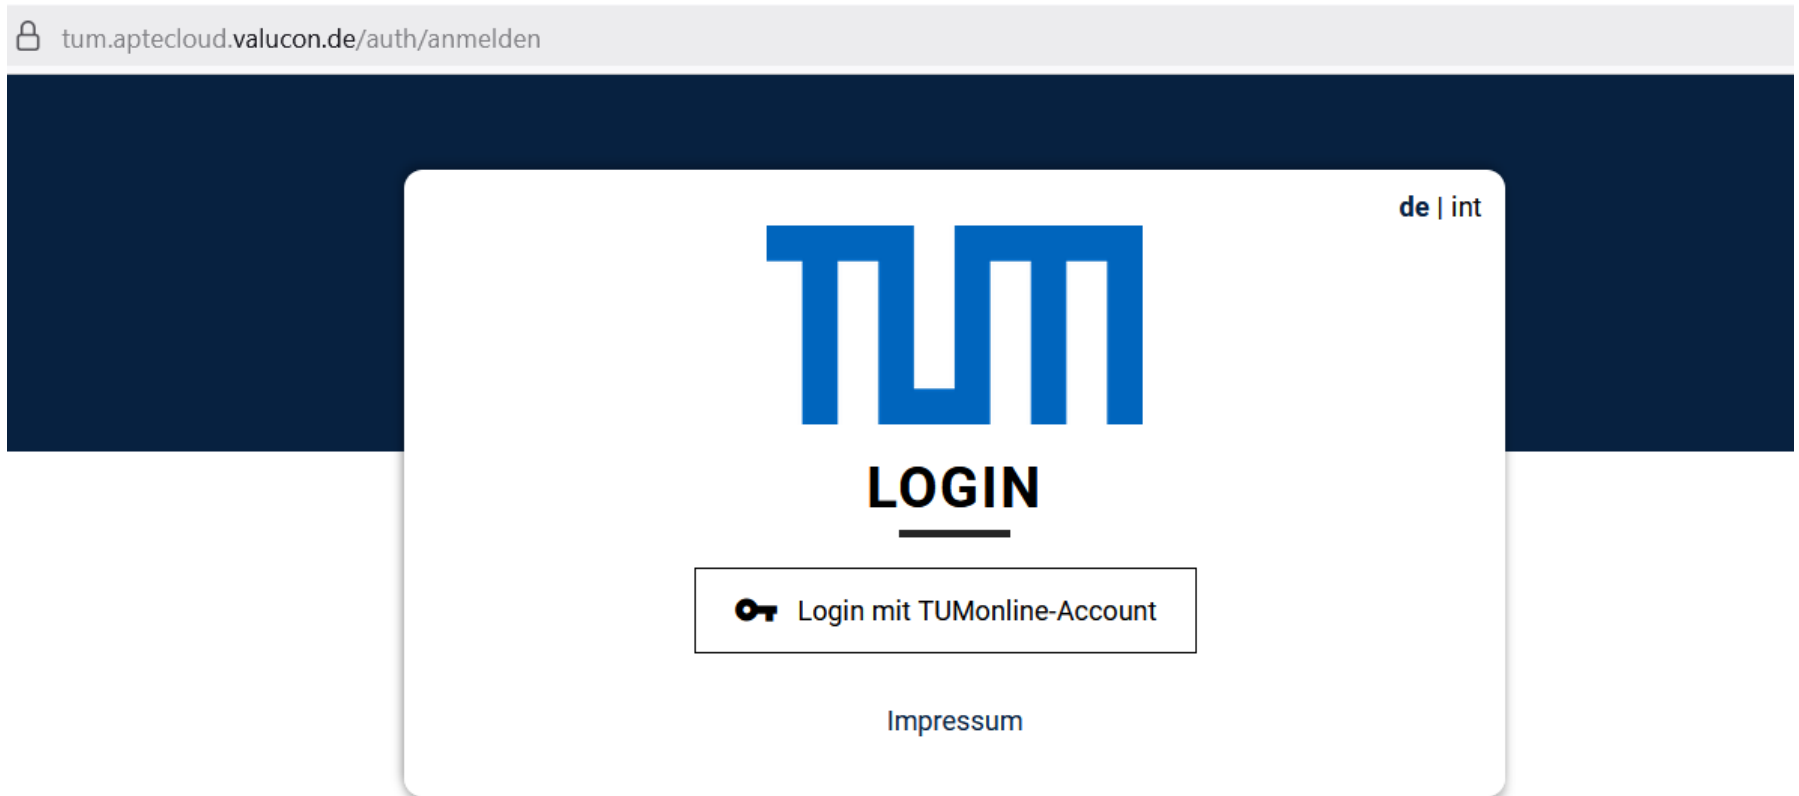 tum.aptecloud.valucon.de/auth/anmelden
de | int
TUM
LOGIN
Login mit TUMonline-Account
Impressum